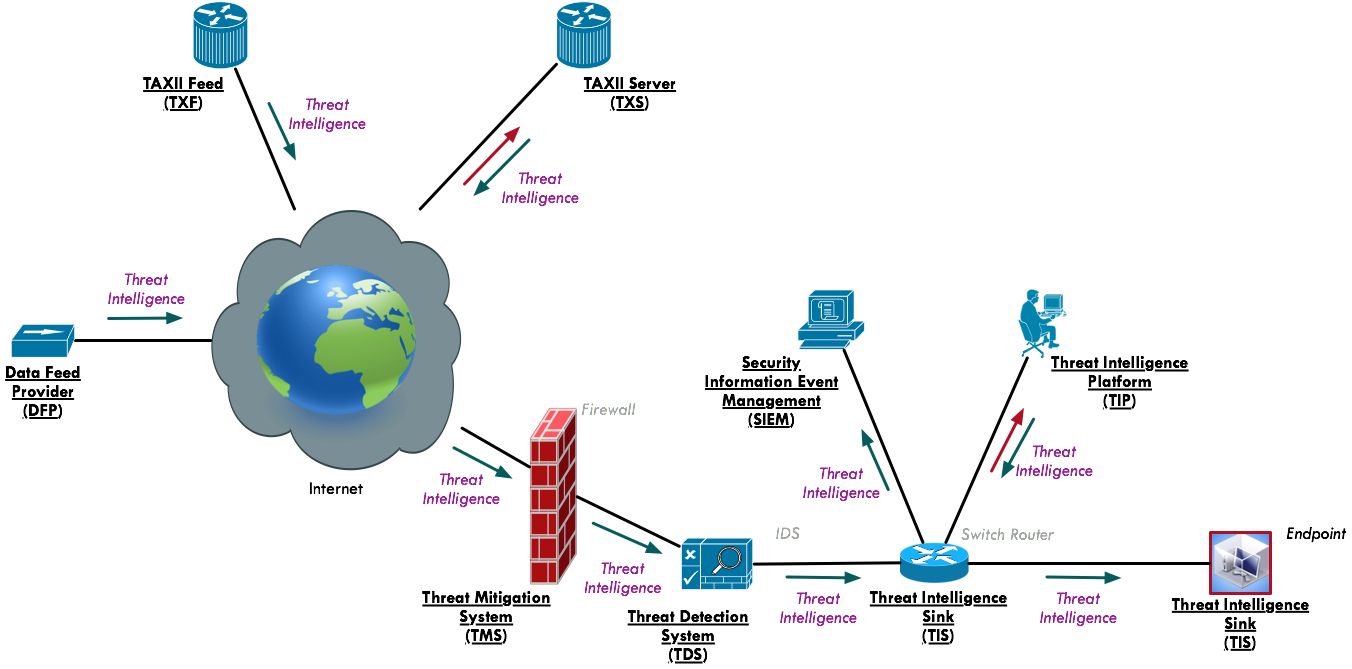 TAXII Feed
(TXF)
TAXII Server
(TXS)
Threat
Intelligence
Threat
Intelligence
Threat
Intelligence
Data Feed
Provider
(DFP)
Internet
Firewall
Threat
Intelligence
Threat Mitigation
System
(TMS)
Threat
Intelligence
IDS
Threat Detection
System
(TDS)
Threat
Intelligence
Security
Information Event
Management
(SIEM)
Threat
Intelligence
Threat Intelligence
Platform
(TIP)
Threat
Intelligence
Switch Router
Threat Intelligence
Sink
(TIS)
Threat
Intelligence
Endpoint
Threat Intelligence
Sink
(TIS)